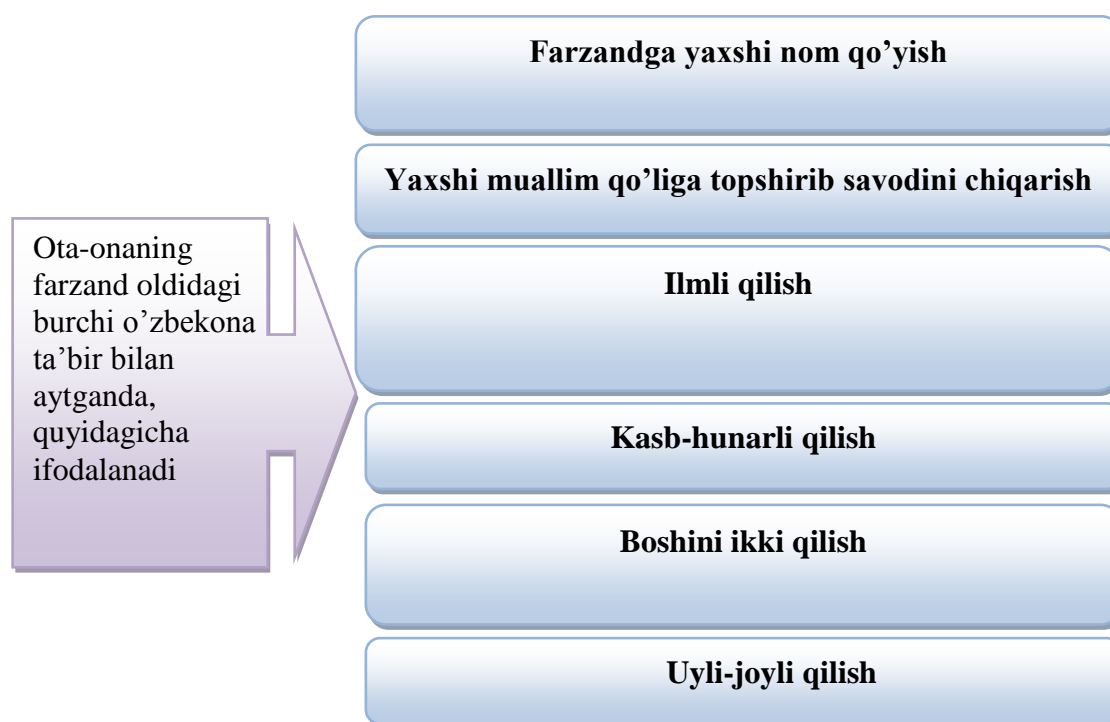 Ota-onaning
farzand oldidagi
burchi o’zbekona
ta’bir bilan
aytganda,
quyidagicha
ifodalanadi
Farzandga yaxshi nom qo’yish
Yaxshi muallim qo’liga topshirib savodini chiqarish
Ilmli qilish
Kasb-hunarli qilish
Boshini ikki qilish
Uyli-joyli qilish